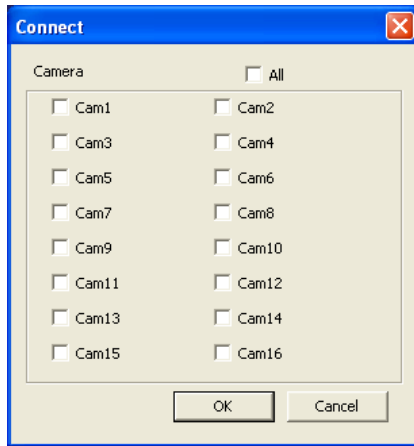 Connect
Camera All
Cam1 Cam2
Cam3 Cam4
Cam5 Cam6
Cam7 Cam8
Cam9 Cam10
Cam11 Cam12
Cam13 Cam14
Cam15 Cam16
OK Cancel